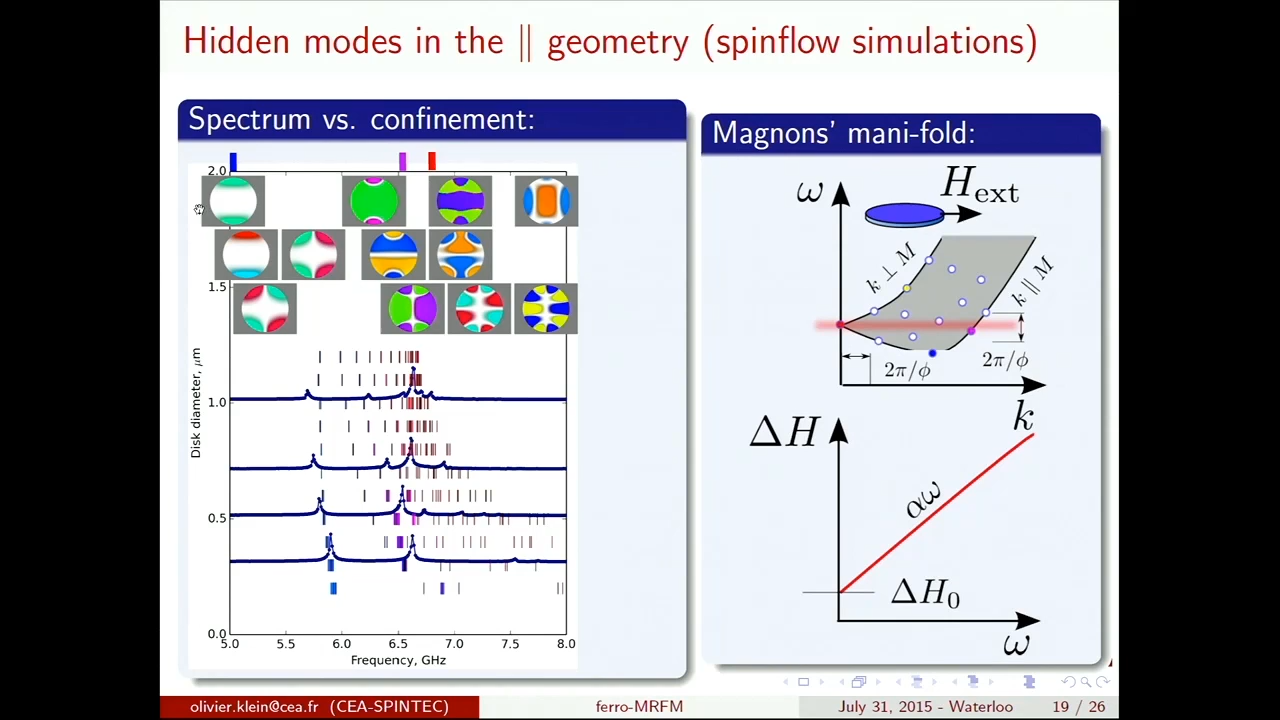 Hidden modes in the ∥ geometry (spinflow simulations)
Spectrum vs. confinement:
2.0
1.5
1.0
0.5
0.0
Disk diameter, μm
5.0 5.5 6.0 6.5 7.0 7.5 8.0
Frequency, GHz
Magnons' mani-fold:
ω
H_ext
k ⊥ M
k ∥ M
2π/ϕ
2π/ϕ
k
ΔH
αω
ΔH₀
ω
olivier.klein@cea.fr (CEA-SPINTEC) ferro-MRFM July 31, 2015 - Waterloo 19 / 26